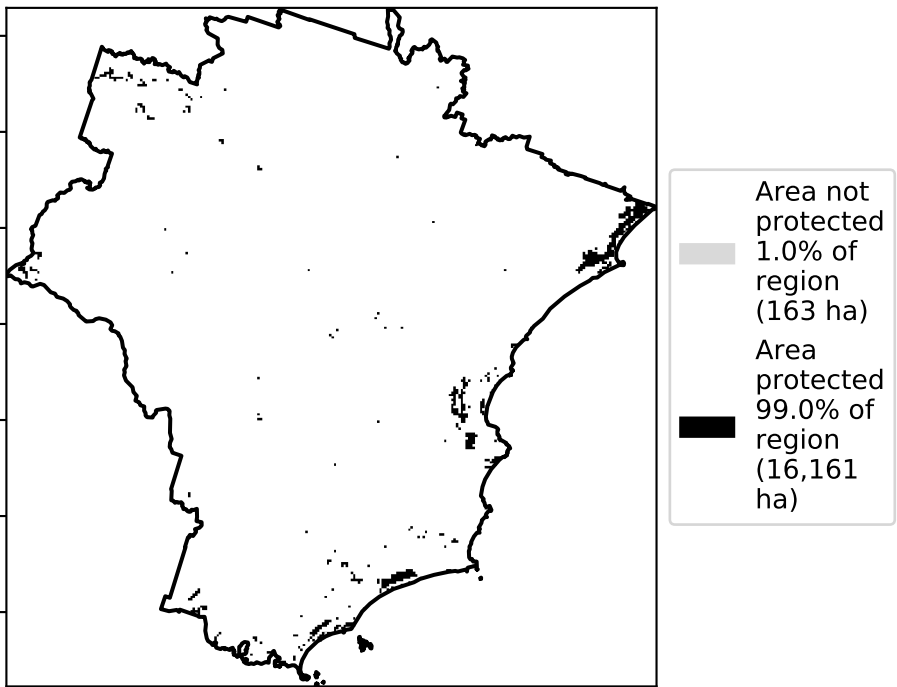 Area not
protected
1.0% of
region
(163 ha)
Area
protected
99.0% of
region
(16,161
ha)